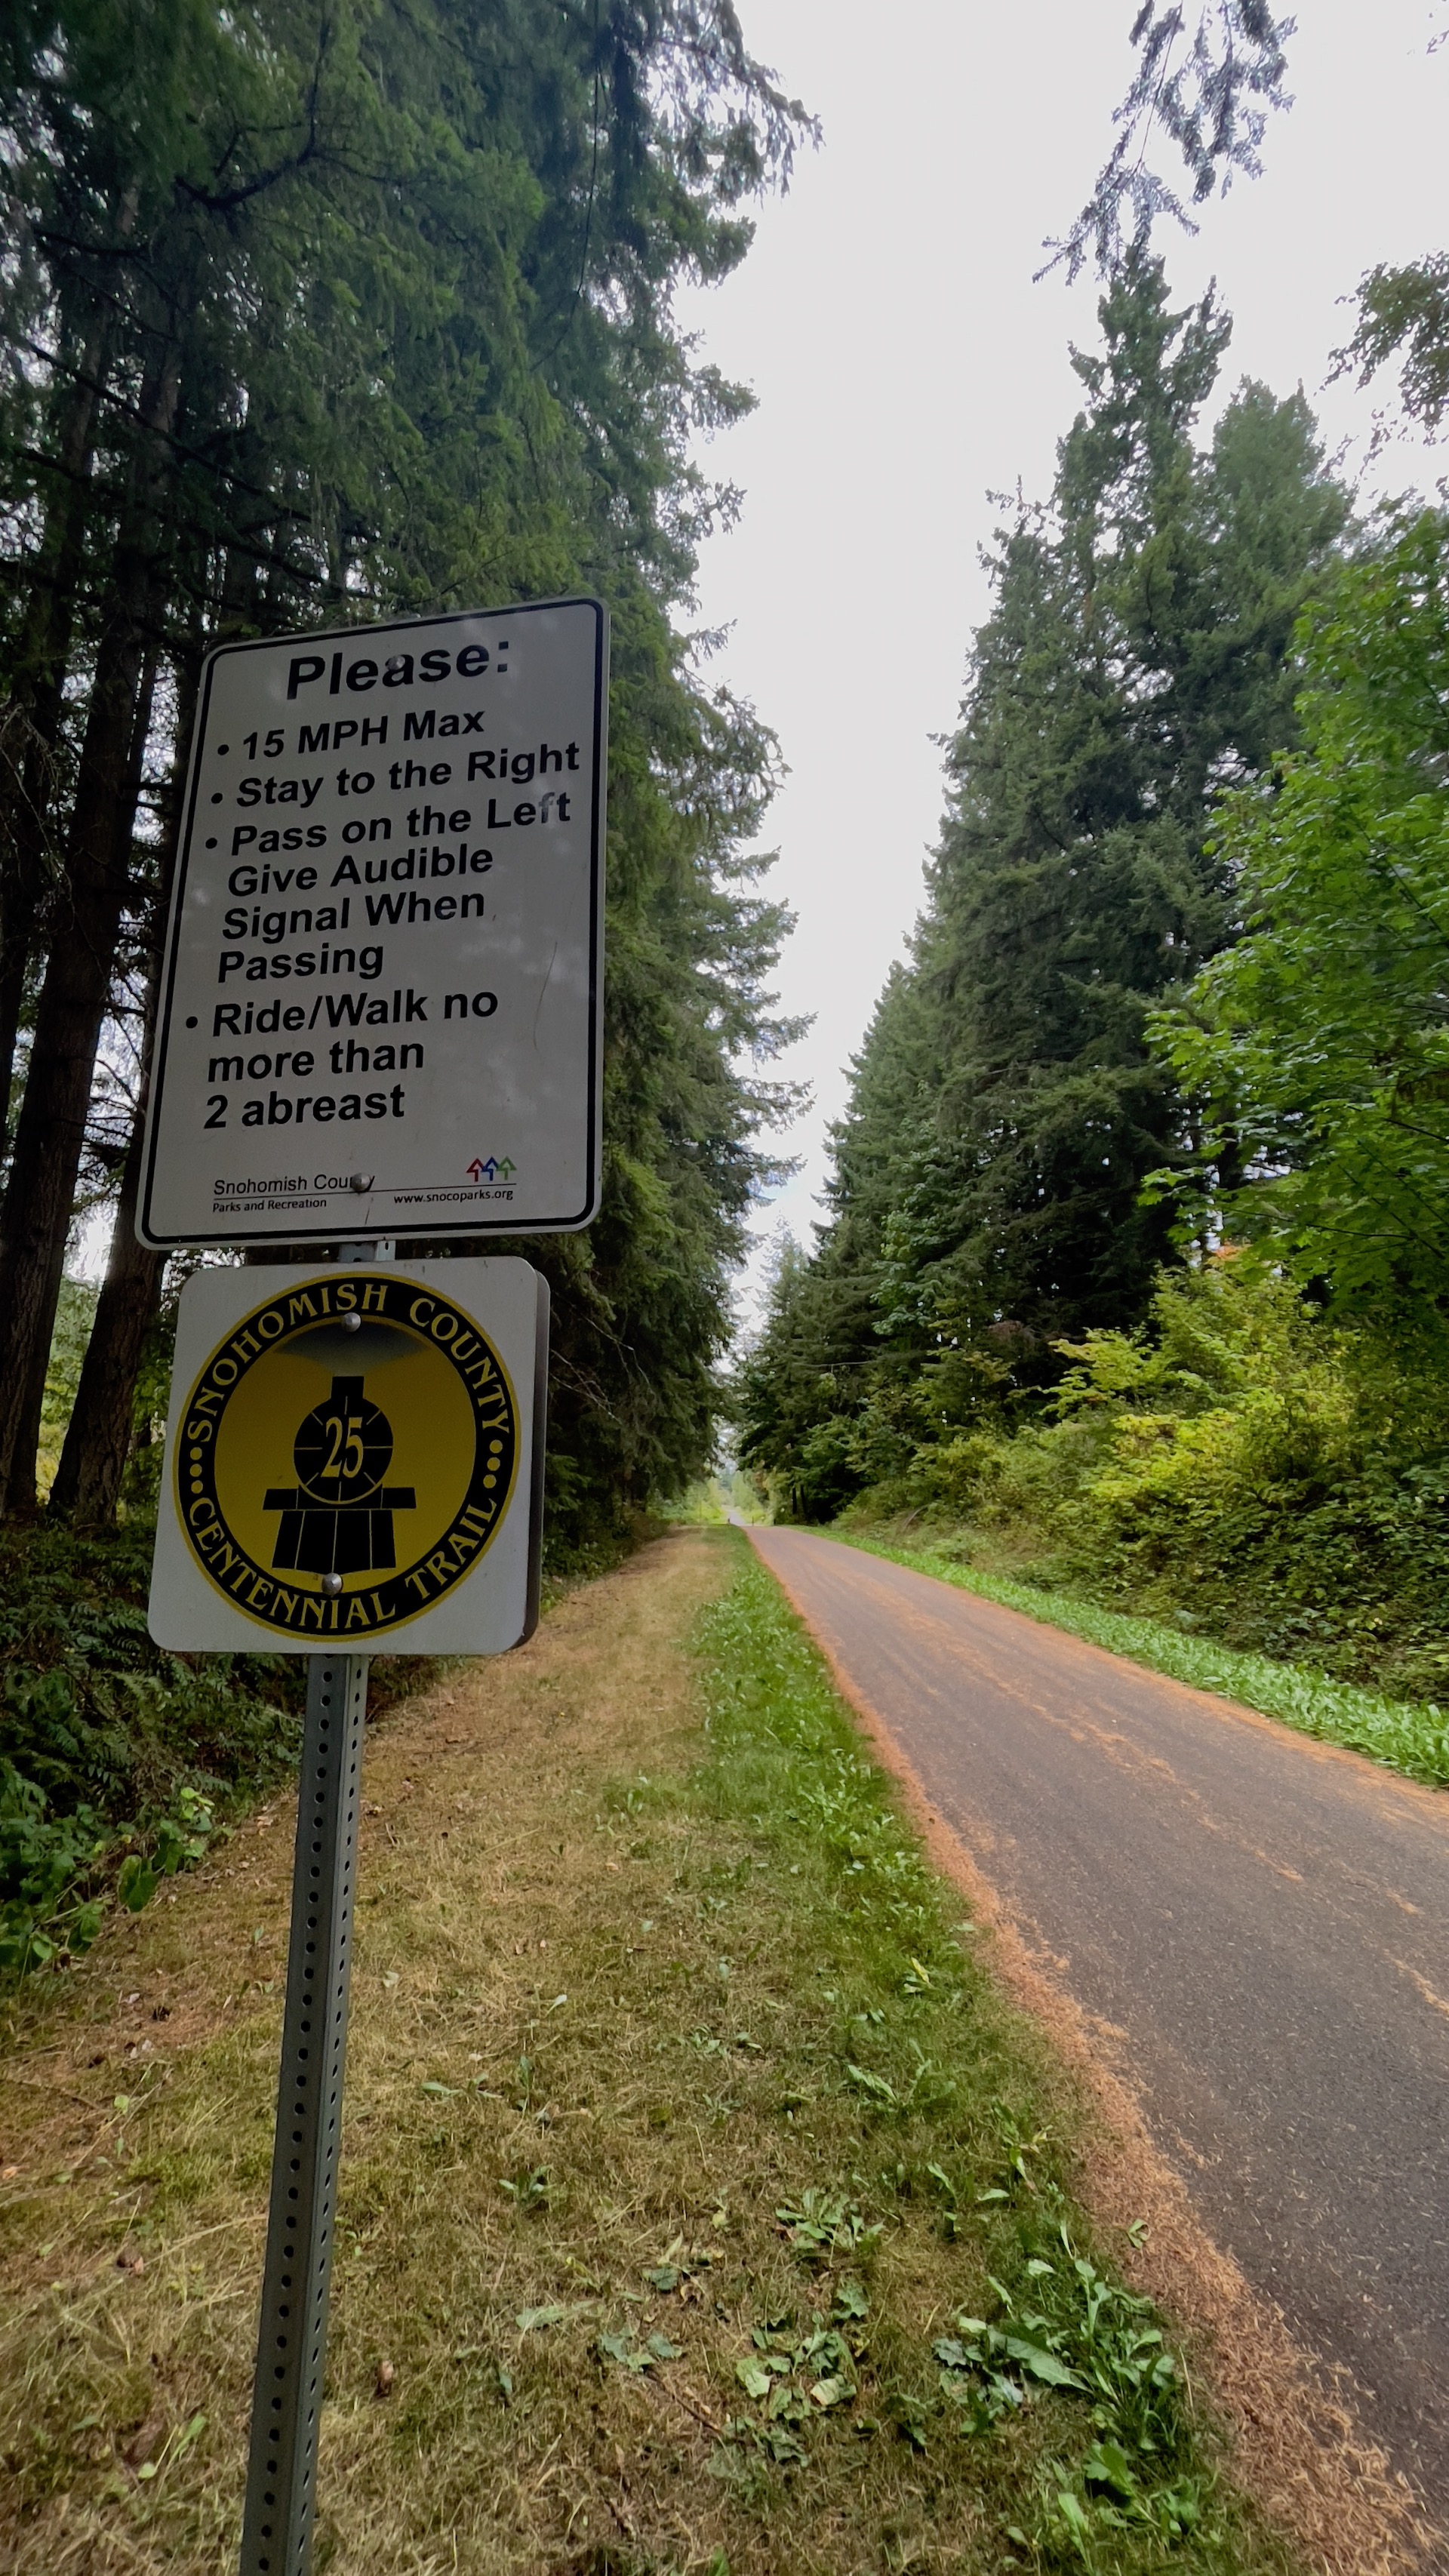 Please:
• 15 MPH Max
• Stay to the Right
• Pass on the Left
Give Audible
Signal When
Passing
• Ride/Walk no
more than
2 abreast
Snohomish County
Parks and Recreation
www.snocoparks.org
SNOHOMISH COUNTY
25
CENTENNIAL TRAIL